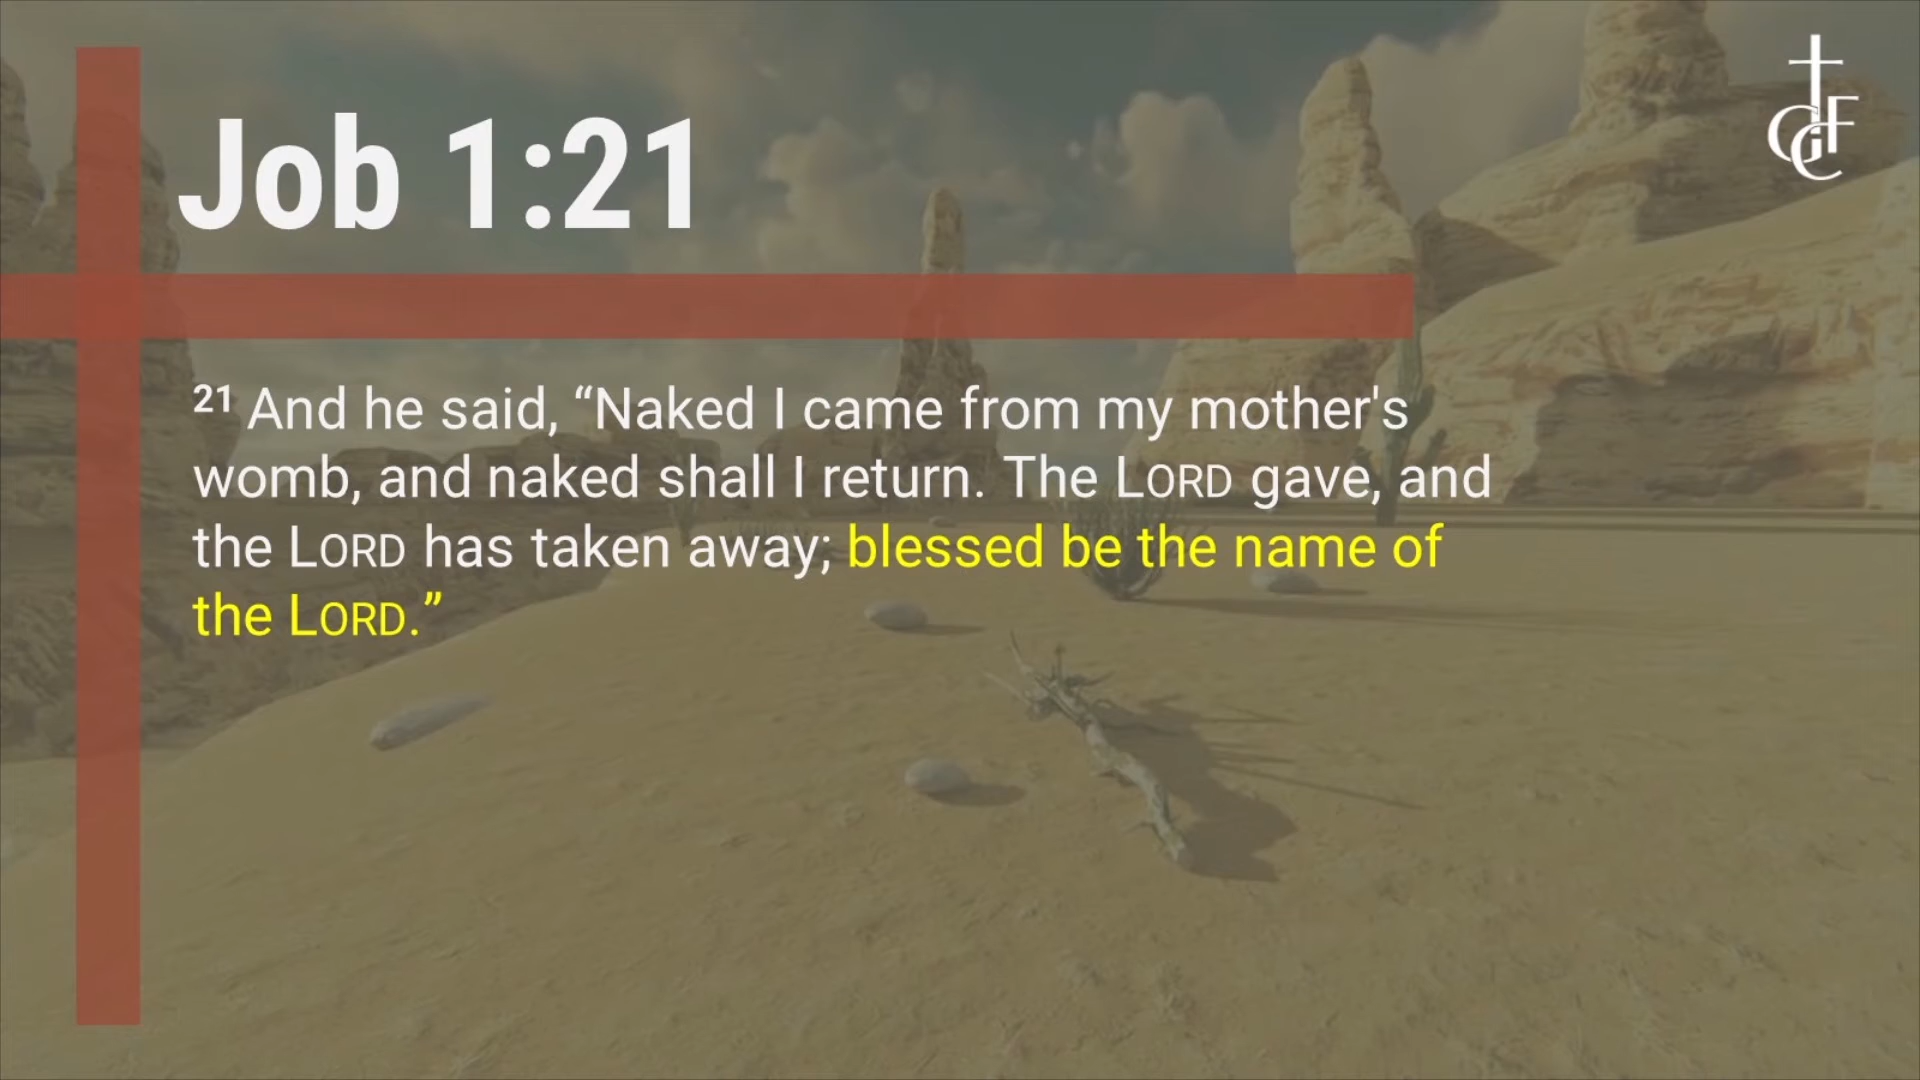 Job 1:21
21 And he said, “Naked I came from my mother's
womb, and naked shall I return. The LORD gave, and
the LORD has taken away; blessed be the name of
the LORD.”